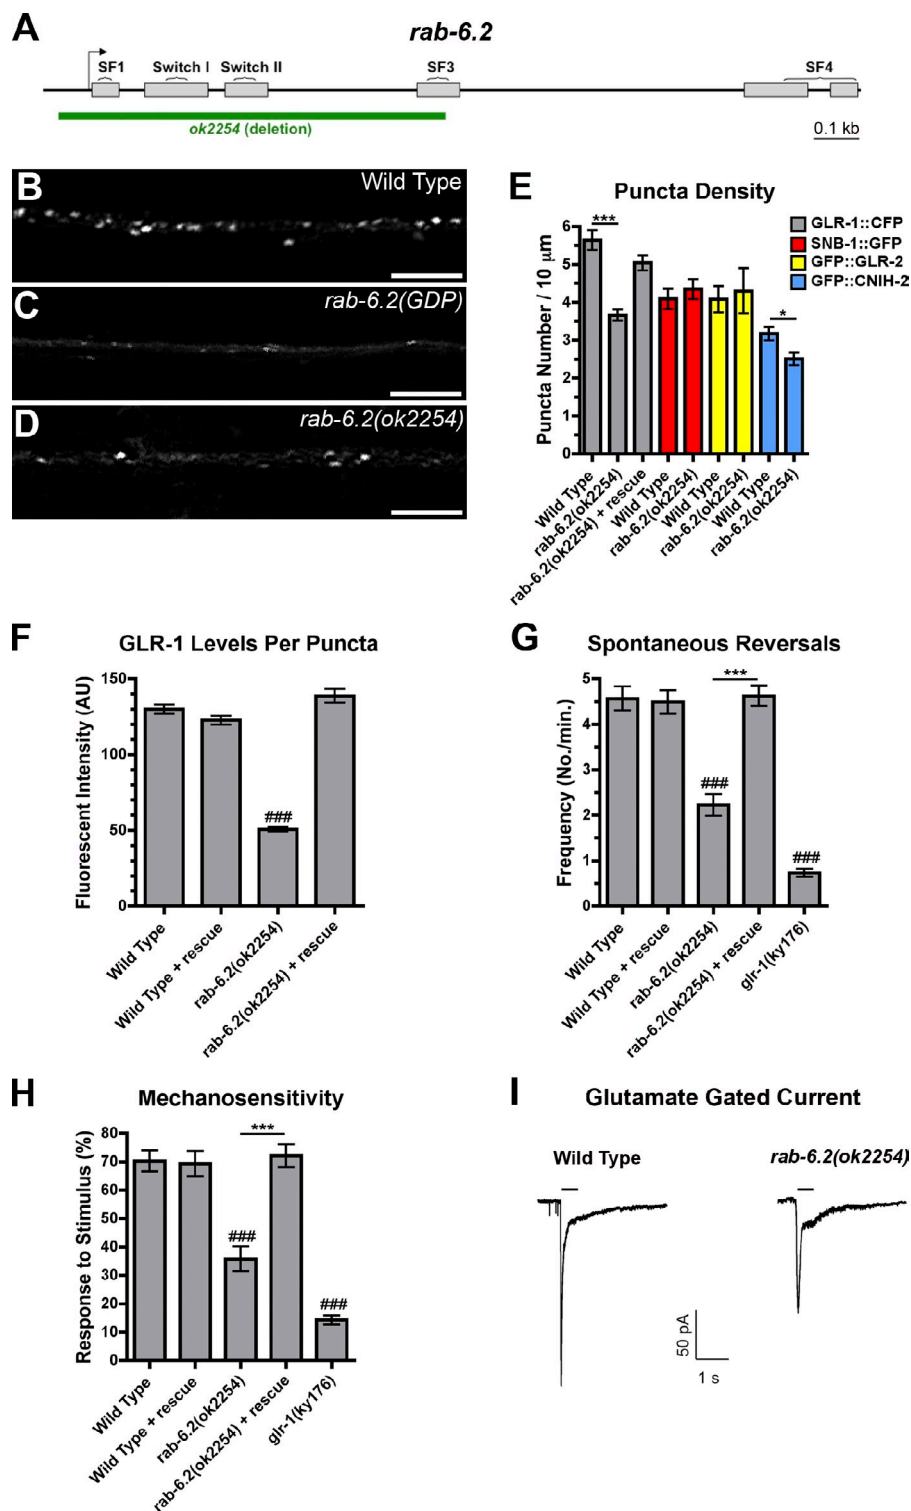 A
rab-6.2
SF1
Switch I
Switch II
SF3
SF4
ok2254 (deletion)
0.1 kb
B
Wild Type
C
rab-6.2(GDP)
D
rab-6.2(ok2254)
E
Puncta Density
Puncta Number / 10 µm
6
5
4
3
2
1
0
***
*
GLR-1::CFP
SNB-1::GFP
GFP::GLR-2
GFP::CNIH-2
Wild Type
rab-6.2(ok2254)
rab-6.2(ok2254) + rescue
Wild Type
rab-6.2(ok2254)
Wild Type
rab-6.2(ok2254)
Wild Type
rab-6.2(ok2254)
F
GLR-1 Levels Per Puncta
Fluorescent Intensity (AU)
150
100
50
0
###
Wild Type
Wild Type + rescue
rab-6.2(ok2254)
rab-6.2(ok2254) + rescue
G
Spontaneous Reversals
Frequency (No./min.)
5
4
3
2
1
0
***
###
###
Wild Type
Wild Type + rescue
rab-6.2(ok2254)
rab-6.2(ok2254) + rescue
glr-1(ky176)
H
Mechanosensitivity
Response to Stimulus (%)
80
70
60
50
40
30
20
10
0
***
###
###
Wild Type
Wild Type + rescue
rab-6.2(ok2254)
rab-6.2(ok2254) + rescue
glr-1(ky176)
I
Glutamate Gated Current
Wild Type
rab-6.2(ok2254)
50 pA
1 s